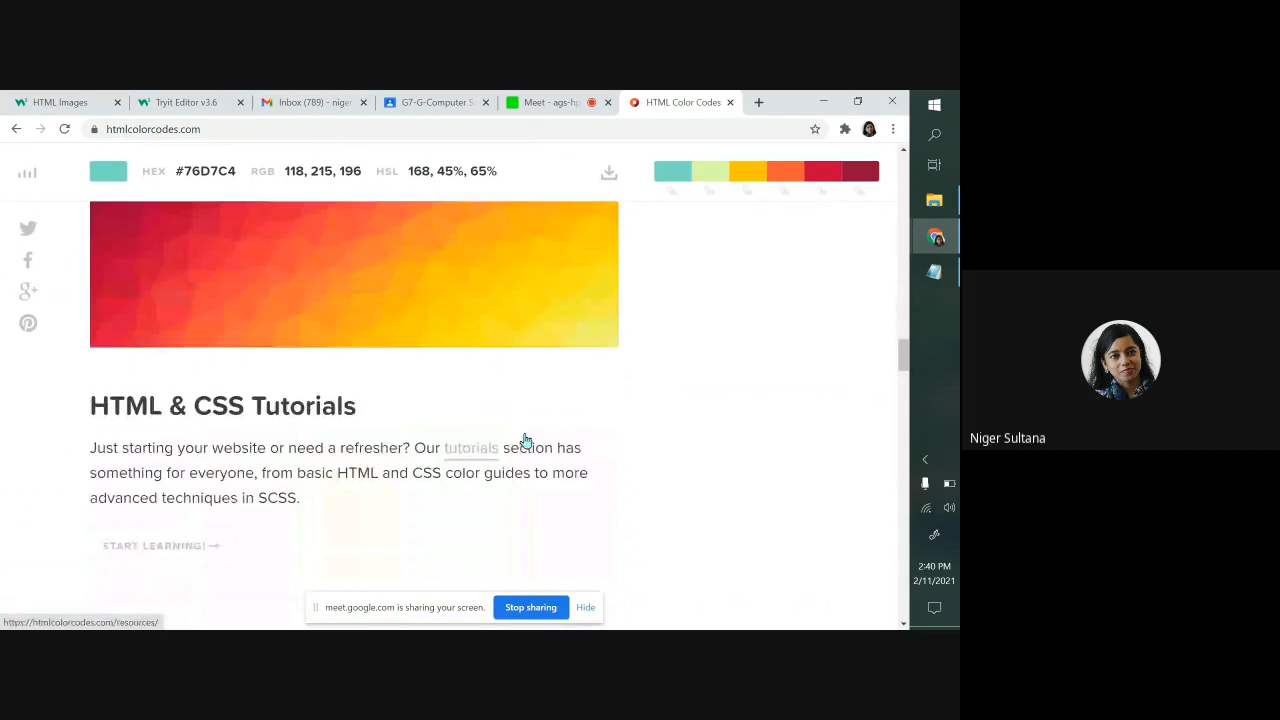 HTML Images
Tryit Editor v3.6
Inbox (789) - niger
G7-G-Computer S
Meet - ags-hp
HTML Color Codes
htmlcolorcodes.com
HEX #76D7C4 RGB 118, 215, 196 HSL 168, 45%, 65%
HTML & CSS Tutorials
Just starting your website or need a refresher? Our tutorials section has
something for everyone, from basic HTML and CSS color guides to more
advanced techniques in SCSS.
START LEARNING!
meet.google.com is sharing your screen. Stop sharing Hide
https://htmlcolorcodes.com/resources/
2:40 PM
2/11/2021
Niger Sultana